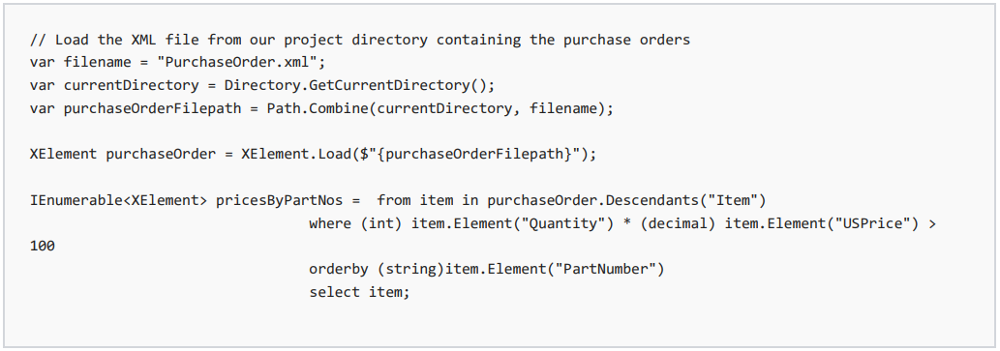 // Load the XML file from our project directory containing the purchase orders
var filename = "PurchaseOrder.xml";
var currentDirectory = Directory.GetCurrentDirectory();
var purchaseOrderFilepath = Path.Combine(currentDirectory, filename);

XElement purchaseOrder = XElement.Load($"{purchaseOrderFilepath}");

IEnumerable<XElement> pricesByPartNos =  from item in purchaseOrder.Descendants("Item")
                                 where (int) item.Element("Quantity") * (decimal) item.Element("USPrice") >
100
                                 orderby (string)item.Element("PartNumber")
                                 select item;